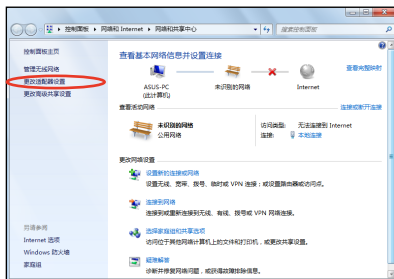 控制面板 ▸ 网络和 Internet ▸ 网络和共享中心
搜索控制面板
控制面板主页
管理无线网络
更改适配器设置
更改高级共享设置
查看基本网络信息并设置连接
查看完整映射
ASUS-PC
(此计算机)
未识别的网络
Internet
查看活动网络
连接或断开连接
未识别的网络
公用网络
访问类型: 无法连接到 Internet
连接: 本地连接
更改网络设置
设置新的连接或网络
设置无线、宽带、拨号、临时或 VPN 连接；或设置路由器或访问点。
连接到网络
连接到或重新连接到无线、有线、拨号或 VPN 网络连接。
选择家庭组和共享选项
访问位于其他网络计算机上的文件和打印机，或更改共享设置。
疑难解答
诊断并修复网络问题，或获得故障排除信息。
另请参阅
Internet 选项
Windows 防火墙
家庭组